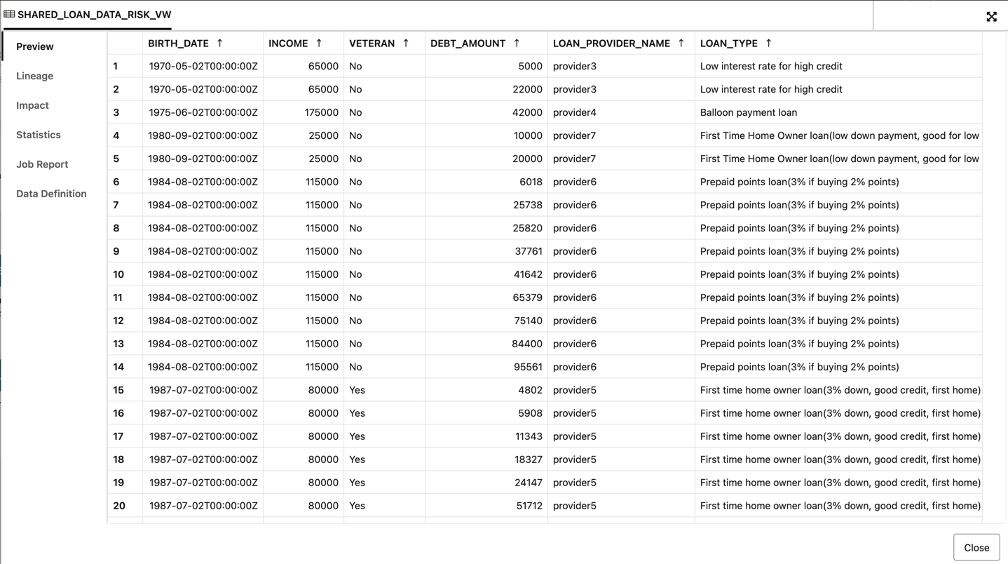 SHARED_LOAN_DATA_RISK_VW
Preview
Lineage
Impact
Statistics
Job Report
Data Definition
BIRTH_DATE ↑ INCOME ↑ VETERAN ↑ DEBT_AMOUNT ↑ LOAN_PROVIDER_NAME ↑ LOAN_TYPE ↑
1 1970-05-02T00:00:00Z 65000 No 5000 provider3 Low interest rate for high credit
2 1970-05-02T00:00:00Z 65000 No 22000 provider3 Low interest rate for high credit
3 1975-06-02T00:00:00Z 175000 No 42000 provider4 Balloon payment loan
4 1980-09-02T00:00:00Z 25000 No 10000 provider7 First Time Home Owner loan(low down payment, good for low
5 1980-09-02T00:00:00Z 25000 No 20000 provider7 First Time Home Owner loan(low down payment, good for low
6 1984-08-02T00:00:00Z 115000 No 6018 provider6 Prepaid points loan(3% if buying 2% points)
7 1984-08-02T00:00:00Z 115000 No 25738 provider6 Prepaid points loan(3% if buying 2% points)
8 1984-08-02T00:00:00Z 115000 No 25820 provider6 Prepaid points loan(3% if buying 2% points)
9 1984-08-02T00:00:00Z 115000 No 37761 provider6 Prepaid points loan(3% if buying 2% points)
10 1984-08-02T00:00:00Z 115000 No 41642 provider6 Prepaid points loan(3% if buying 2% points)
11 1984-08-02T00:00:00Z 115000 No 65379 provider6 Prepaid points loan(3% if buying 2% points)
12 1984-08-02T00:00:00Z 115000 No 75140 provider6 Prepaid points loan(3% if buying 2% points)
13 1984-08-02T00:00:00Z 115000 No 84400 provider6 Prepaid points loan(3% if buying 2% points)
14 1984-08-02T00:00:00Z 115000 No 95561 provider6 Prepaid points loan(3% if buying 2% points)
15 1987-07-02T00:00:00Z 80000 Yes 4802 provider5 First time home owner loan(3% down, good credit, first home)
16 1987-07-02T00:00:00Z 80000 Yes 5908 provider5 First time home owner loan(3% down, good credit, first home)
17 1987-07-02T00:00:00Z 80000 Yes 11343 provider5 First time home owner loan(3% down, good credit, first home)
18 1987-07-02T00:00:00Z 80000 Yes 18327 provider5 First time home owner loan(3% down, good credit, first home)
19 1987-07-02T00:00:00Z 80000 Yes 24147 provider5 First time home owner loan(3% down, good credit, first home)
20 1987-07-02T00:00:00Z 80000 Yes 51712 provider5 First time home owner loan(3% down, good credit, first home)
Close